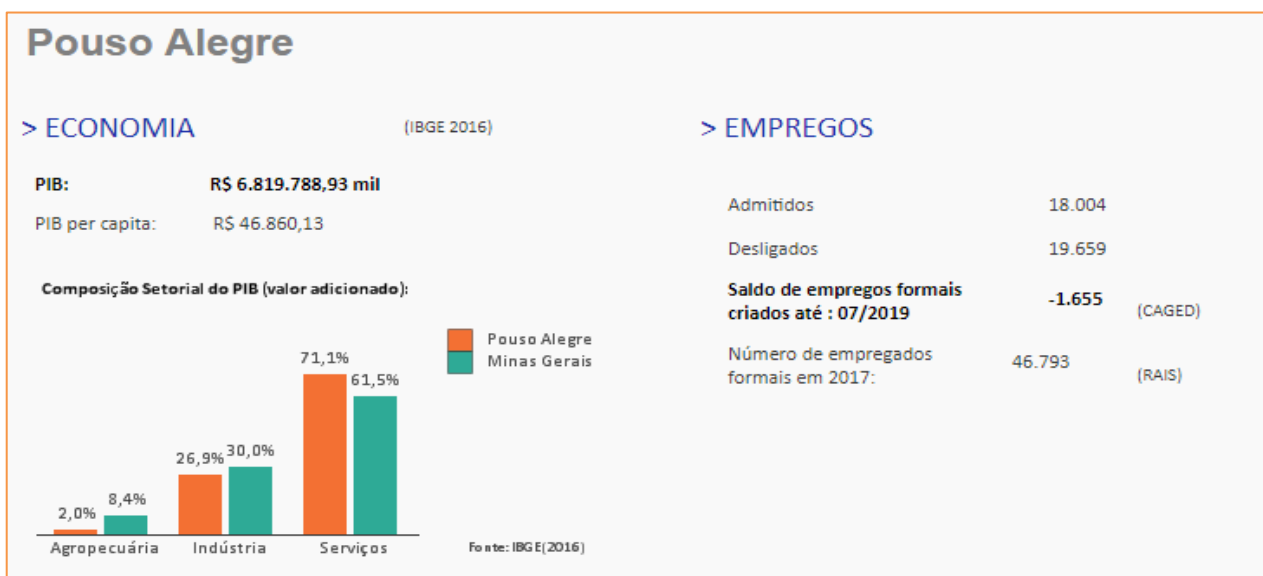 Pouso Alegre
> ECONOMIA
(IBGE 2016)
PIB: R$ 6.819.788,93 mil
PIB per capita: R$ 46.860,13
Composição Setorial do PIB (valor adicionado):
Pouso Alegre
Minas Gerais
71,1%
61,5%
26,9%
30,0%
2,0%
8,4%
Agropecuária Indústria Serviços
Fonte: IBGE(2016)
> EMPREGOS
Admitidos 18.004
Desligados 19.659
Saldo de empregos formais
criados até : 07/2019 -1.655 (CAGED)
Número de empregados
formais em 2017: 46.793 (RAIS)